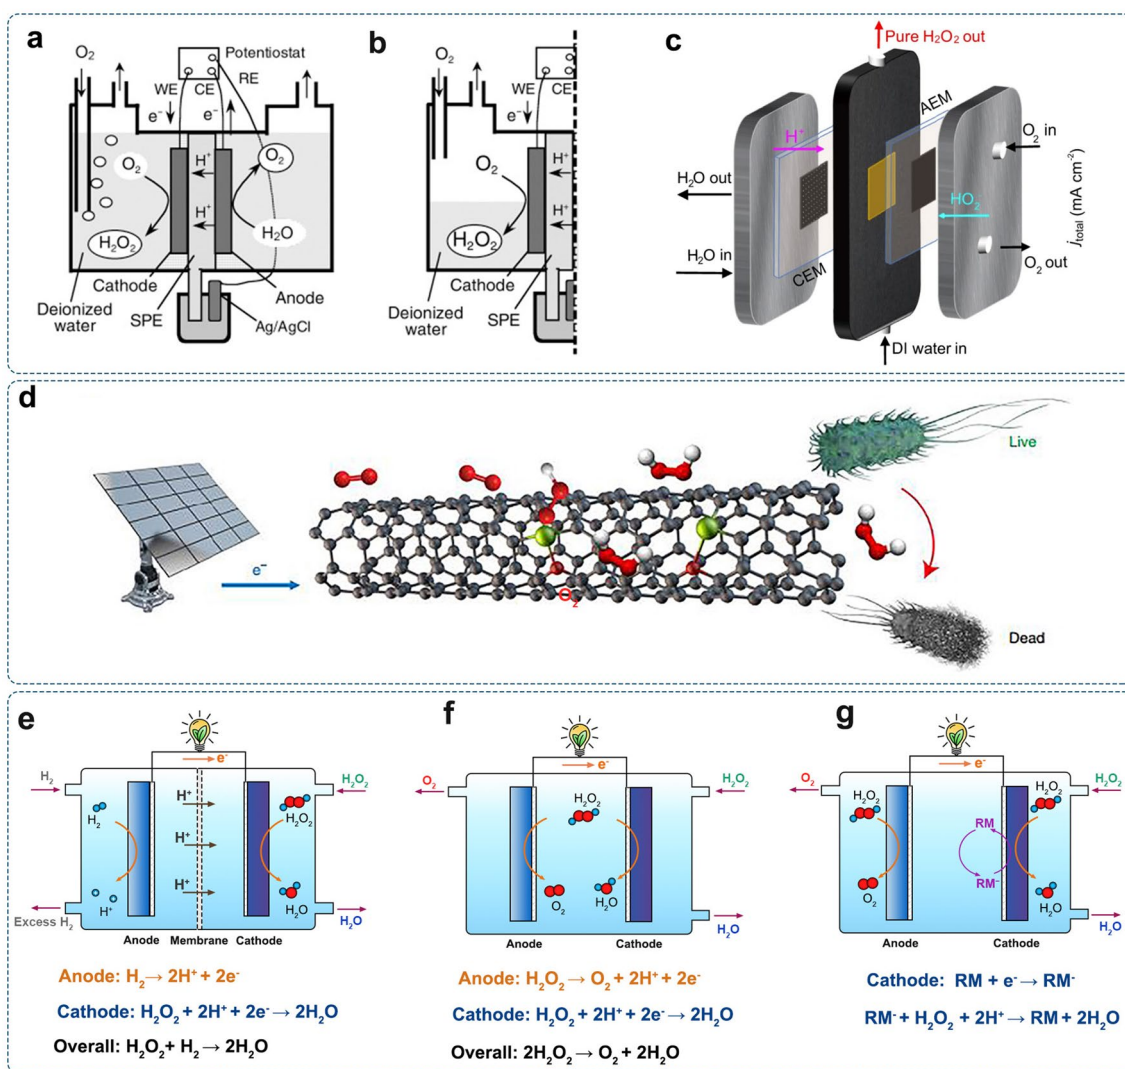 a
O₂
Potentiostat
WE
CE
RE
e⁻
e⁻
O₂
H⁺
O₂
H⁺
H₂O₂
H₂O
Cathode
Anode
Deionized
water
SPE
Ag/AgCl
b
O₂
WE
CE
e⁻
O₂
H⁺
H⁺
H₂O₂
Cathode
Deionized
water
SPE
c
Pure H₂O₂ out
AEM
H⁺
O₂ in
H₂O out
HO₂⁻
H₂O in
CEM
O₂ out
j total (mA cm⁻²)
DI water in
d
Live
e⁻
O₂
Dead
e
e⁻
H₂
H₂O₂
H⁺
H₂
H₂O₂
H⁺
H⁺
H⁺
H₂O
Excess H₂
H₂O
Anode
Membrane
Cathode
Anode: H₂→ 2H⁺ + 2e⁻
Cathode: H₂O₂ + 2H⁺ + 2e⁻ → 2H₂O
Overall: H₂O₂ + H₂ → 2H₂O
f
e⁻
O₂
H₂O₂
H₂O₂
O₂
H₂O
H₂O
Anode
Cathode
Anode: H₂O₂ → O₂ + 2H⁺ + 2e⁻
Cathode: H₂O₂ + 2H⁺ + 2e⁻ → 2H₂O
Overall: 2H₂O₂ → O₂ + 2H₂O
g
e⁻
O₂
H₂O₂
H₂O₂
H₂O₂
RM
RM⁻
O₂
H₂O
H₂O
Anode
Cathode
Cathode: RM + e⁻ → RM⁻
RM⁻ + H₂O₂ + 2H⁺ → RM + 2H₂O